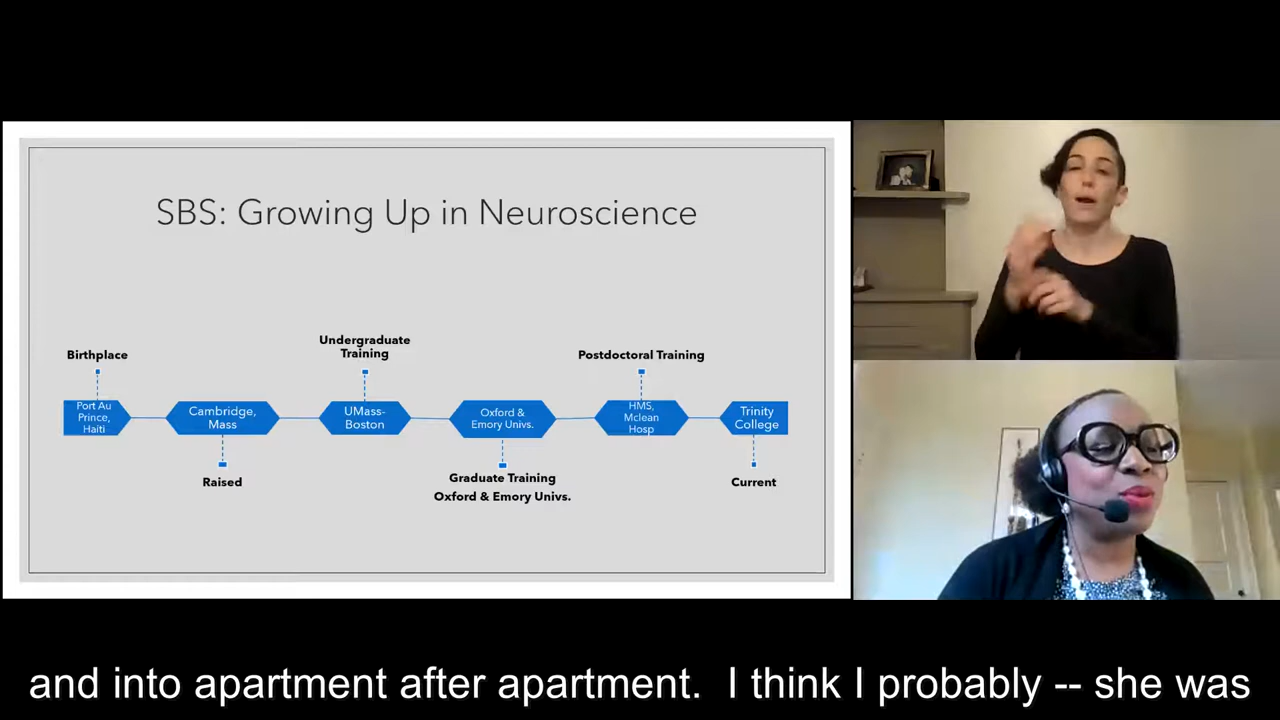 SBS: Growing Up in Neuroscience
Birthplace
Undergraduate
Training
Postdoctoral Training
Port Au
Prince,
Haiti
Cambridge,
Mass
UMass-
Boston
Oxford &
Emory Univs.
HMS,
Mclean
Hosp
Trinity
College
Raised
Graduate Training
Oxford & Emory Univs.
Current
and into apartment after apartment.  I think I probably -- she was